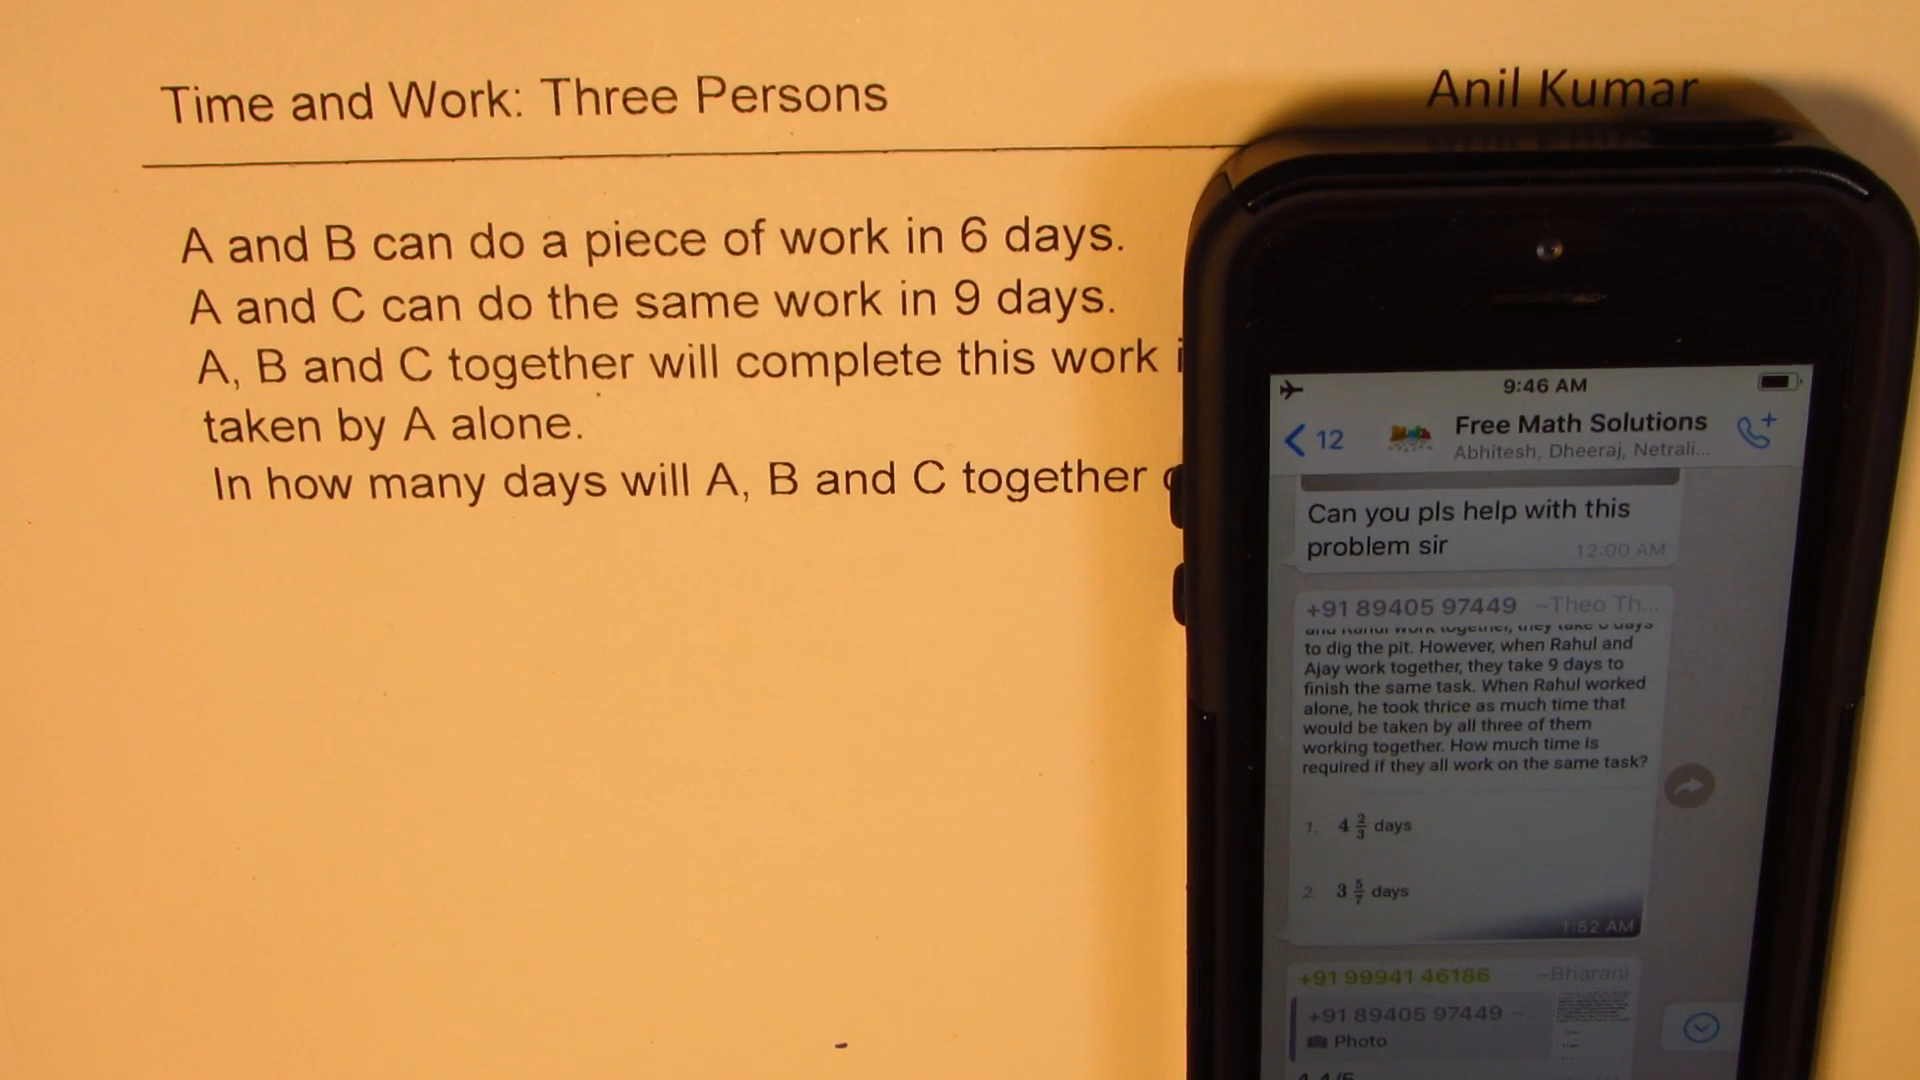 Time and Work: Three Persons
Anil Kumar
A and B can do a piece of work in 6 days.
A and C can do the same work in 9 days.
A, B and C together will complete this work
taken by A alone.
In how many days will A, B and C together
9:46 AM
12
Free Math Solutions
Abhitesh, Dheeraj, Netrali...
Can you pls help with this
problem sir
12:00 AM
+91 89405 97449 ~Theo Th...
work together, they take days
to dig the pit. However, when Rahul and
Ajay work together, they take 9 days to
finish the same task. When Rahul worked
alone, he took thrice as much time that
would be taken by all three of them
working together. How much time is
required if they all work on the same task?
1. 4 2/3 days
2. 3 5/7 days
1:52 AM
+91 99941 46186 ~Bharani
+91 89405 97449 ~
Photo